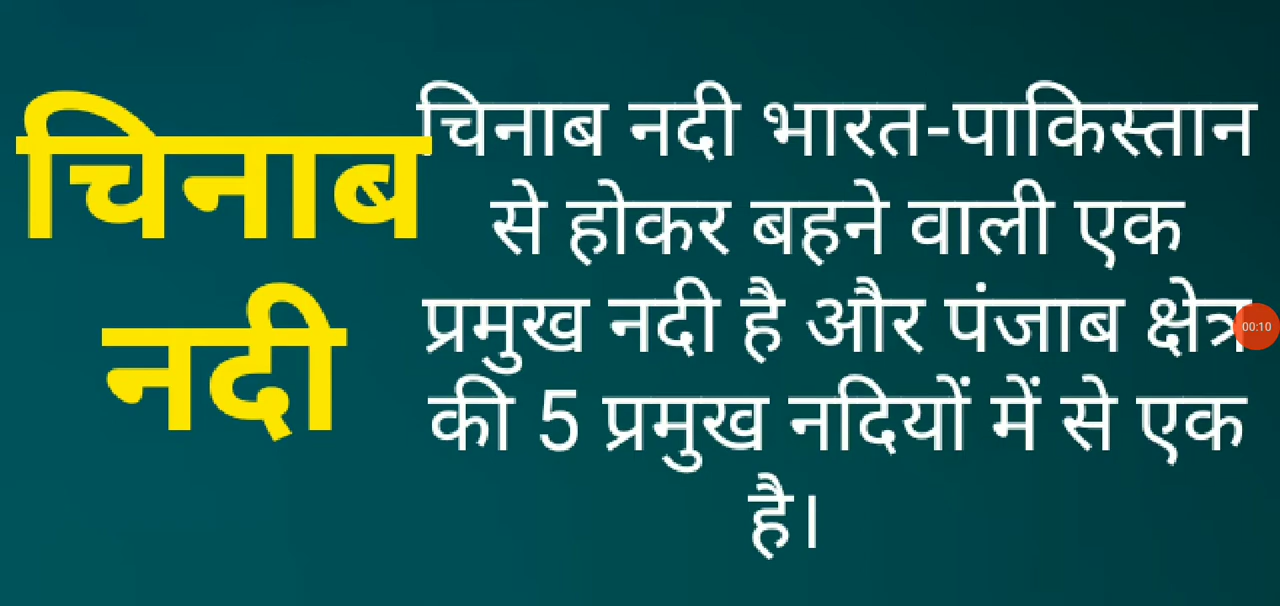 चिनाब
नदी
चिनाब नदी भारत-पाकिस्तान
से होकर बहने वाली एक
प्रमुख नदी है और पंजाब क्षेत्र
की 5 प्रमुख नदियों में से एक
है।
00:10